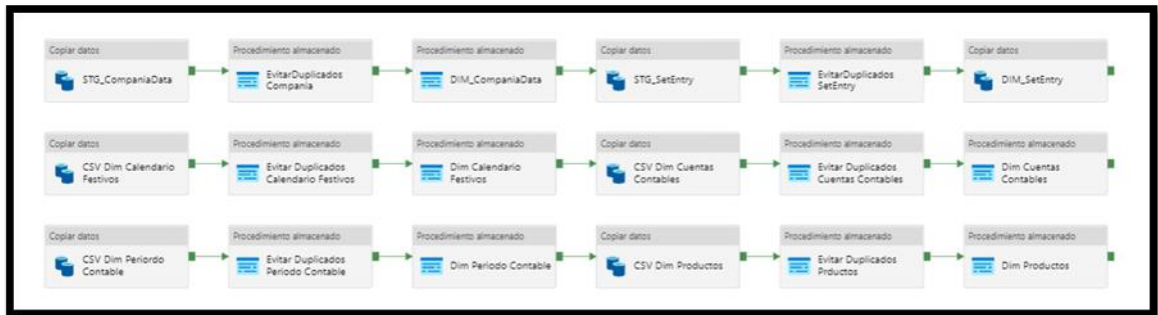 Copiar datos
STG_CompaniaData
Procedimiento almacenado
EvitarDuplicados
Compania
Procedimiento almacenado
DIM_CompaniaData
Copiar datos
STG_SetEntry
Procedimiento almacenado
EvitarDuplicados
SetEntry
Copiar datos
DIM_SetEntry
Copiar datos
CSV Dim Calendario
Festivos
Procedimiento almacenado
Evitar Duplicados
Calendario Festivos
Procedimiento almacenado
Dim Calendario
Festivos
Copiar datos
CSV Dim Cuentas
Contables
Procedimiento almacenado
Evitar Duplicados
Cuentas Contables
Procedimiento almacenado
Dim Cuentas
Contables
Copiar datos
CSV Dim Periordo
Contable
Procedimiento almacenado
Evitar Duplicados
Periodo Contable
Procedimiento almacenado
Dim Periodo Contable
Copiar datos
CSV Dim Productos
Procedimiento almacenado
Evitar Duplicados
Prductos
Procedimiento almacenado
Dim Productos